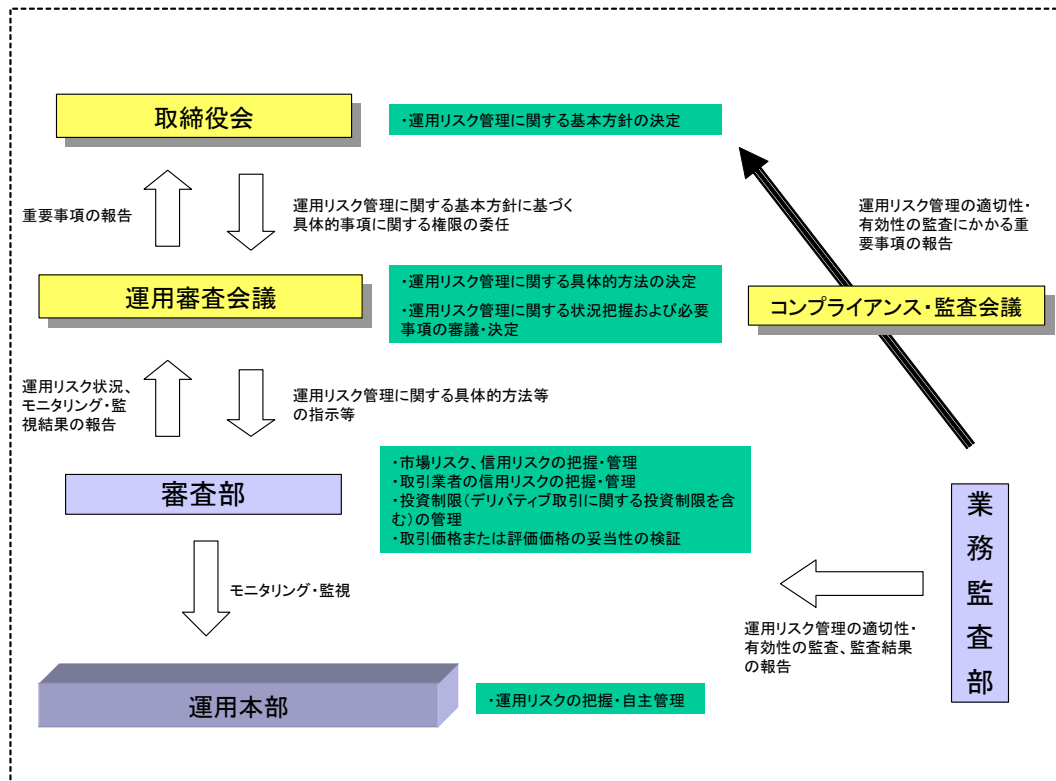 取締役会
・運用リスク管理に関する基本方針の決定
重要事項の報告
運用リスク管理に関する基本方針に基づく
具体的事項に関する権限の委任
運用リスク管理の適切性・
有効性の監査にかかる重
要事項の報告
運用審査会議
・運用リスク管理に関する具体的方法の決定
・運用リスク管理に関する状況把握および必要
事項の審議・決定
コンプライアンス・監査会議
運用リスク状況、
モニタリング・監
視結果の報告
運用リスク管理に関する具体的方法等
の指示等
審査部
・市場リスク、信用リスクの把握・管理
・取引業者の信用リスクの把握・管理
・投資制限（デリバティブ取引に関する投資制限を含
む）の管理
・取引価格または評価価格の妥当性の検証
業務監査部
モニタリング・監視
運用リスク管理の適切性・
有効性の監査、監査結果
の報告
運用本部
・運用リスクの把握・自主管理